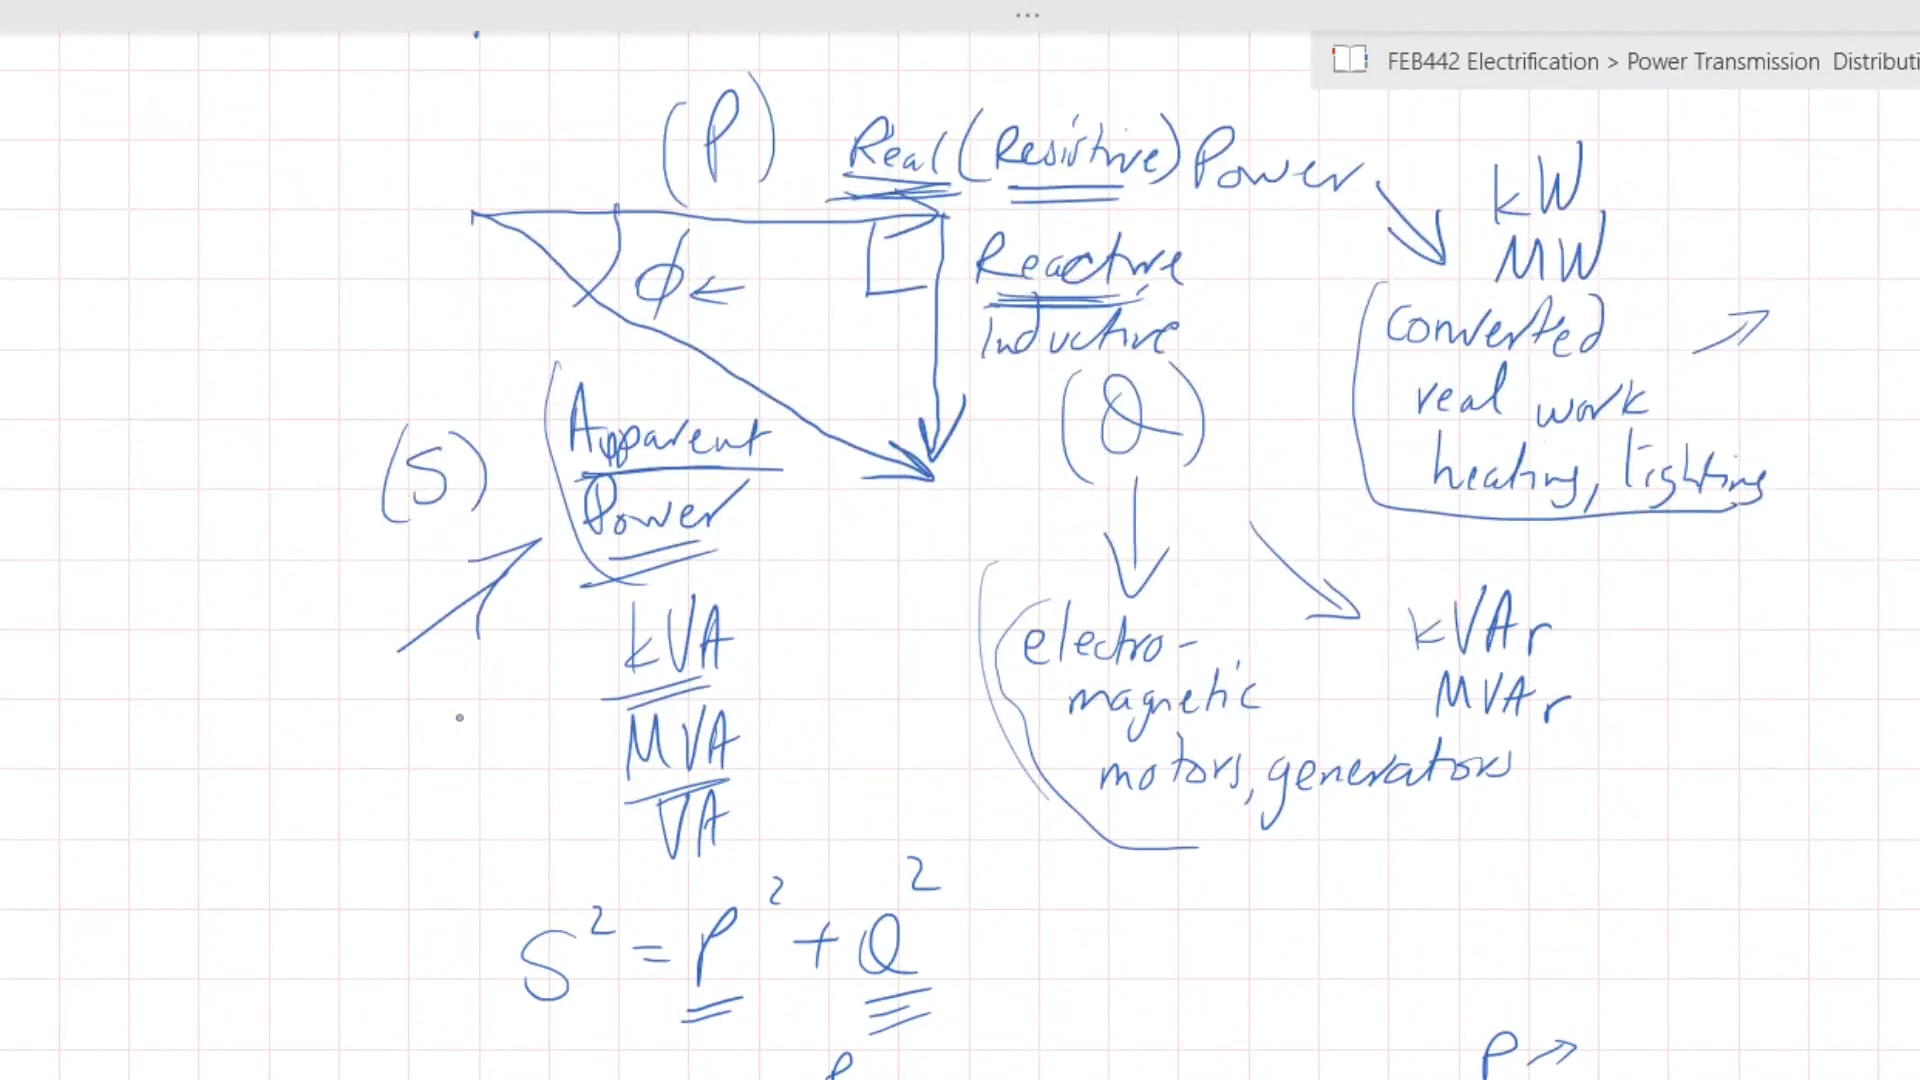 ...
FEB442 Electrification > Power Transmission Distributi
(P) Real (Resistive) Power
kW,
MW
ϕ←
Reactive
Inductive
(Q)
converted
real work
heating, lighting
(S) Apparent
Power
kVA
MVA
VA
electro-
magnetic
motors, generators
kVAr
MVAr
S² = P² + Q²
P